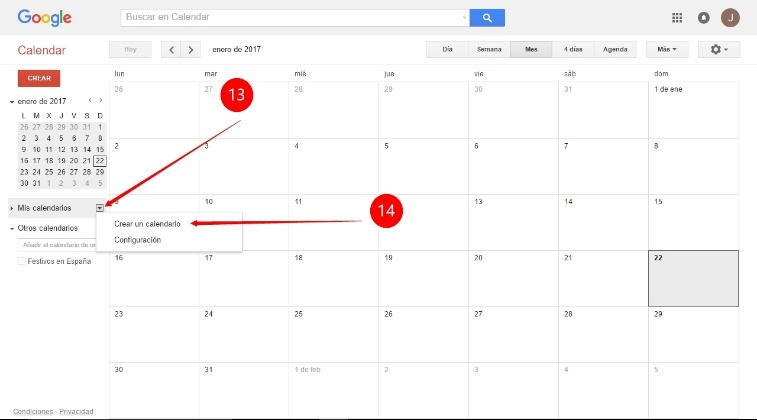 Google
Buscar en Calendar
J
Calendar
Hoy
enero de 2017
Día
Semana
Mes
4 días
Agenda
Más
CREAR
enero de 2017
L M X J V S D
26 27 28 29 30 31 1
2 3 4 5 6 7 8
9 10 11 12 13 14 15
16 17 18 19 20 21 22
23 24 25 26 27 28 29
30 31 1 2 3 4 5
Mis calendarios
Otros calendarios
Añadir el calendario de un
Festivos en España
Crear un calendario
Configuración
13
14
lun mar mié jue vie sáb dom
26 27 28 29 30 31 1 de ene
2 3 4 5 6 7 8
9 10 11 13 14 15
16 17 18 19 20 21 22
23 24 25 26 27 28 29
30 31 1 de feb 2 3 4 5
Condiciones - Privacidad